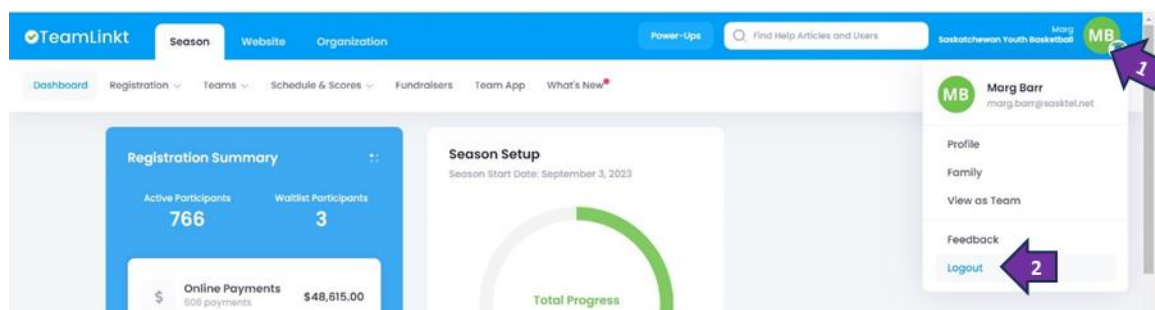 TeamLinkt
Season Website Organization
Power-Ups
Find Help Articles and Users
Marg
Saskatchewan Youth Basketball
MB
1
Dashboard Registration Teams Schedule & Scores Fundraisers Team App What's New
MB
Marg Barr
marg.barr@sasktel.net
Profile
Family
View as Team
Feedback
Logout
2
Registration Summary
Active Participants Waitlist Participants
766 3
$ Online Payments $48,615.00
606 payments
Season Setup
Season Start Date: September 3, 2023
Total Progress